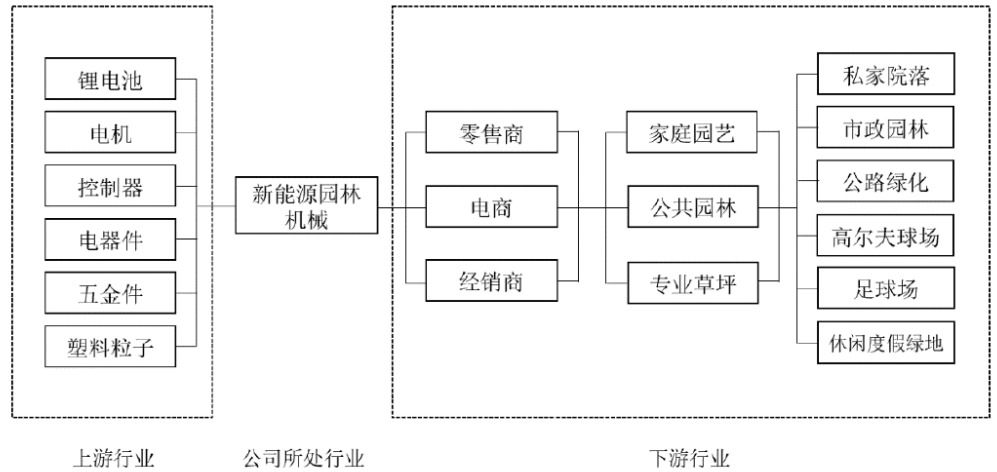 锂电池
电机
控制器
电器件
五金件
塑料粒子
新能源园林
机械
零售商
电商
经销商
家庭园艺
公共园林
专业草坪
私家院落
市政园林
公路绿化
高尔夫球场
足球场
休闲度假绿地
上游行业
公司所处行业
下游行业